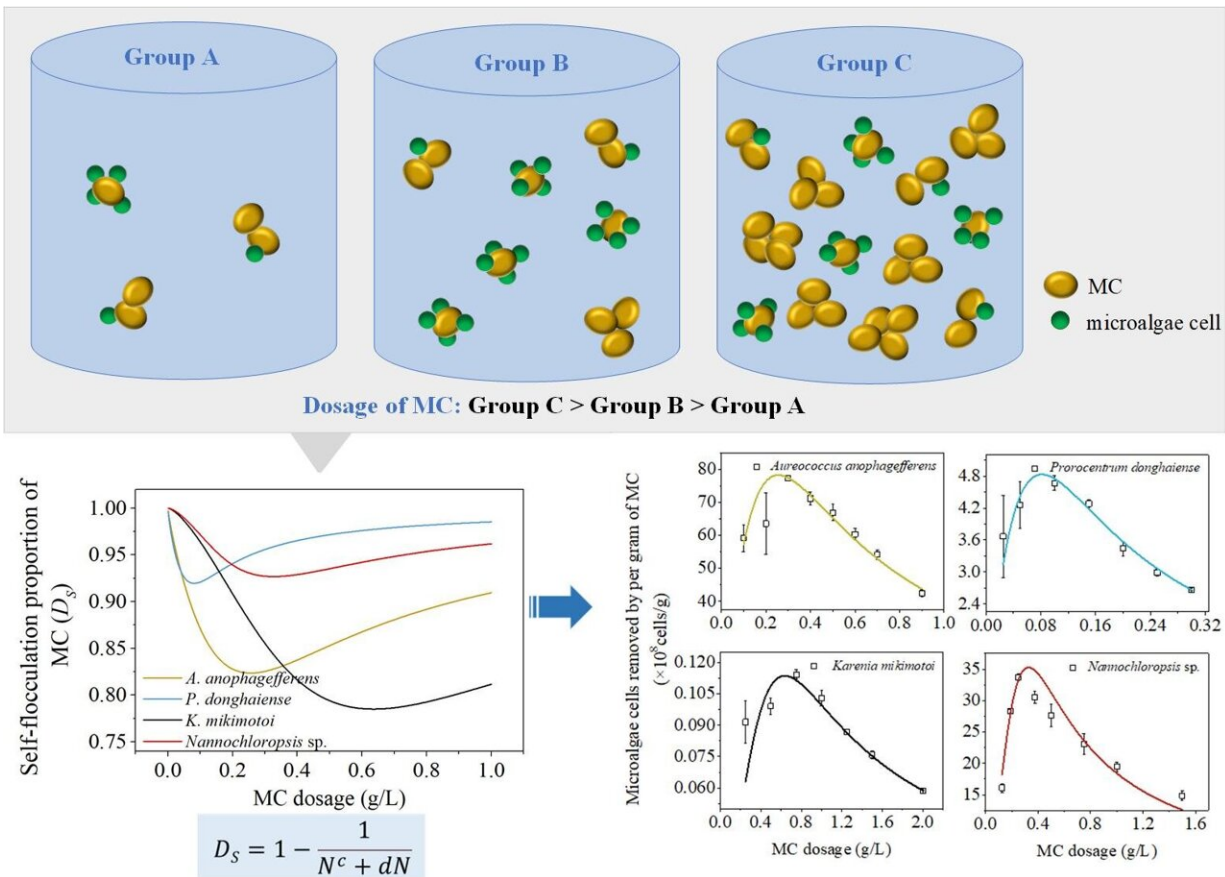 Group A
Group B
Group C
MC
microalgae cell
Dosage of MC: Group C > Group B > Group A
Self-flocculation proportion of
MC (D_S)
1.00
0.95
0.90
0.85
0.80
0.75
A. anophagefferens
P. donghaiense
K. mikimotoi
Nannochloropsis sp.
0.0 0.2 0.4 0.6 0.8 1.0
MC dosage (g/L)
D_S = 1 − 1 / (N^c + dN)
Microalgae cells removed by per gram of MC
(×10^8 cells/g)
Aureococcus anophagefferens
80
70
60
50
40
0.0 0.2 0.4 0.6 0.8 1.0
Prorocentrum donghaiense
4.8
4.2
3.6
3.0
2.4
0.00 0.08 0.16 0.24 0.32
Karenia mikimotoi
0.120
0.105
0.090
0.075
0.060
0.0 0.4 0.8 1.2 1.6 2.0
MC dosage (g/L)
Nannochloropsis sp.
35
30
25
20
15
0.0 0.4 0.8 1.2 1.6
MC dosage (g/L)